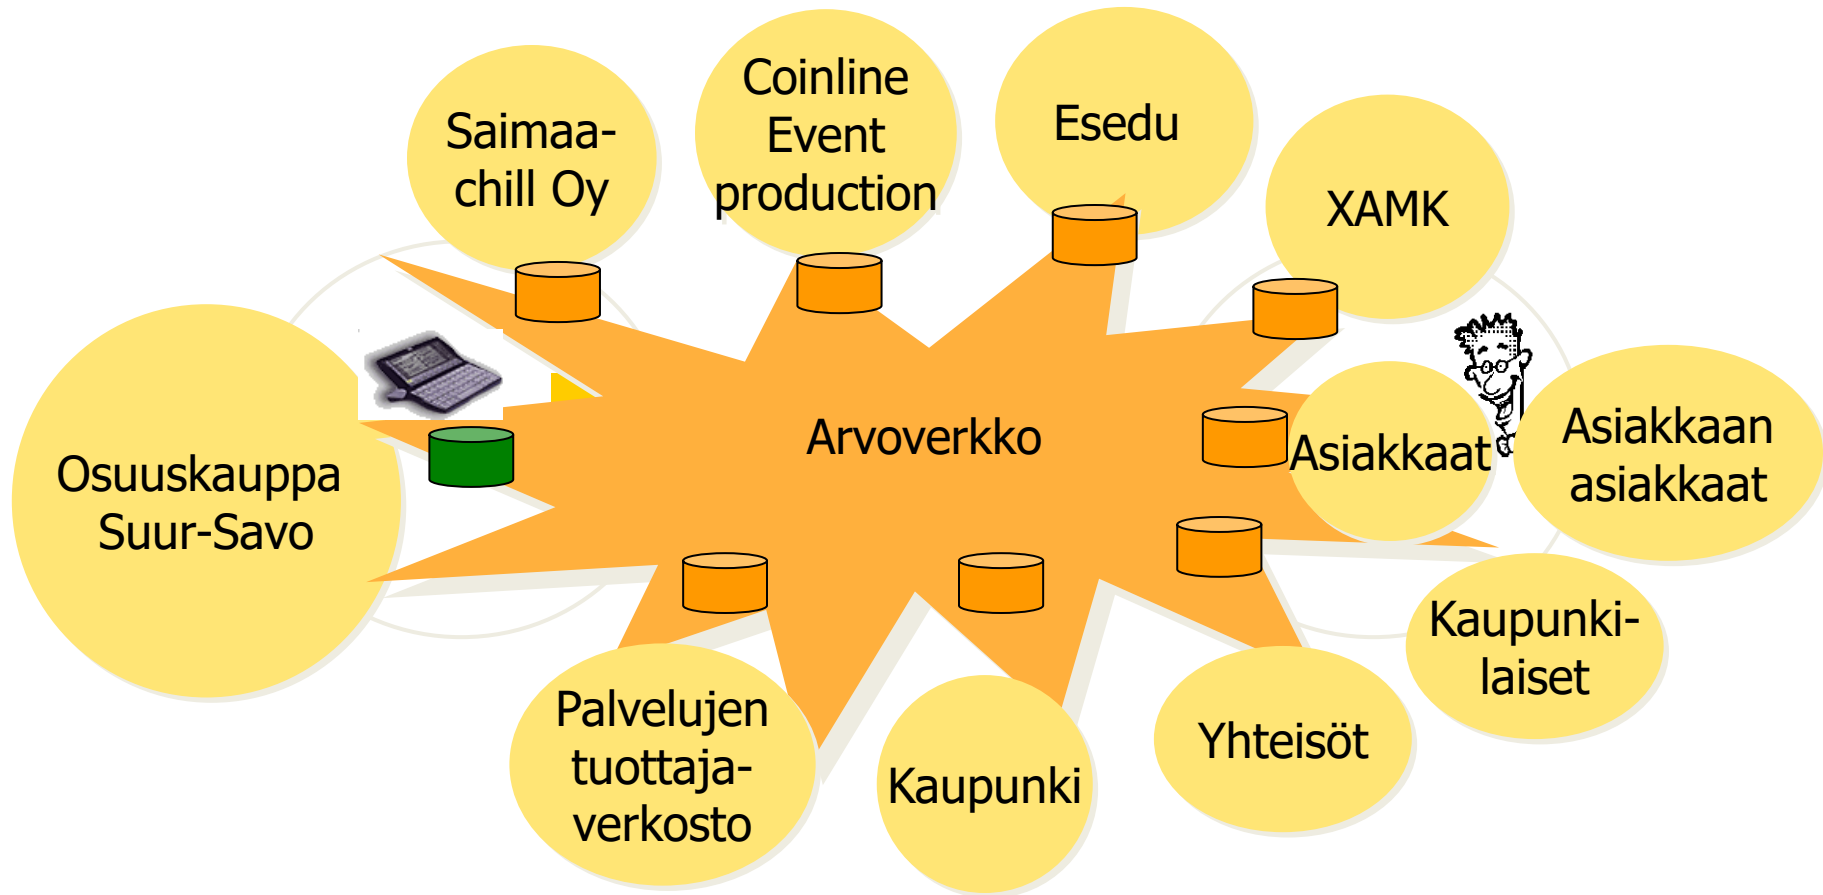 Saimaa-
chill Oy
Coinline
Event
production
Esedu
XAMK
Osuuskauppa
Suur-Savo
Arvoverkko
Asiakkaat
Asiakkaan
asiakkaat
Kaupunki-
laiset
Palvelujen
tuottaja-
verkosto
Kaupunki
Yhteisöt